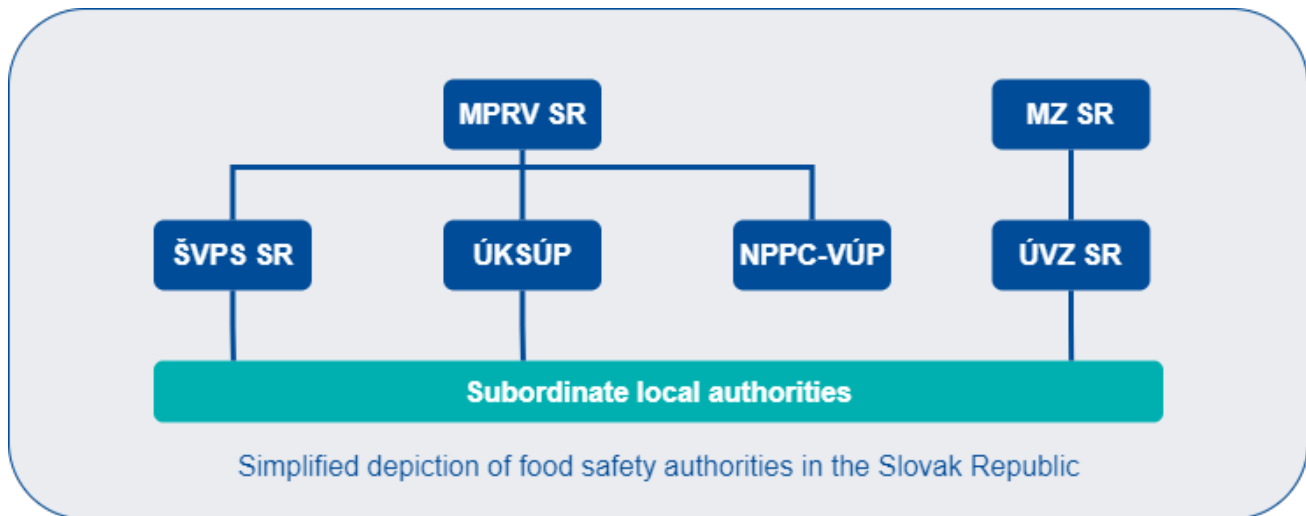 MPRV SR
MZ SR
ŠVPS SR
ÚKSÚP
NPPC-VÚP
ÚVZ SR
Subordinate local authorities
Simplified depiction of food safety authorities in the Slovak Republic